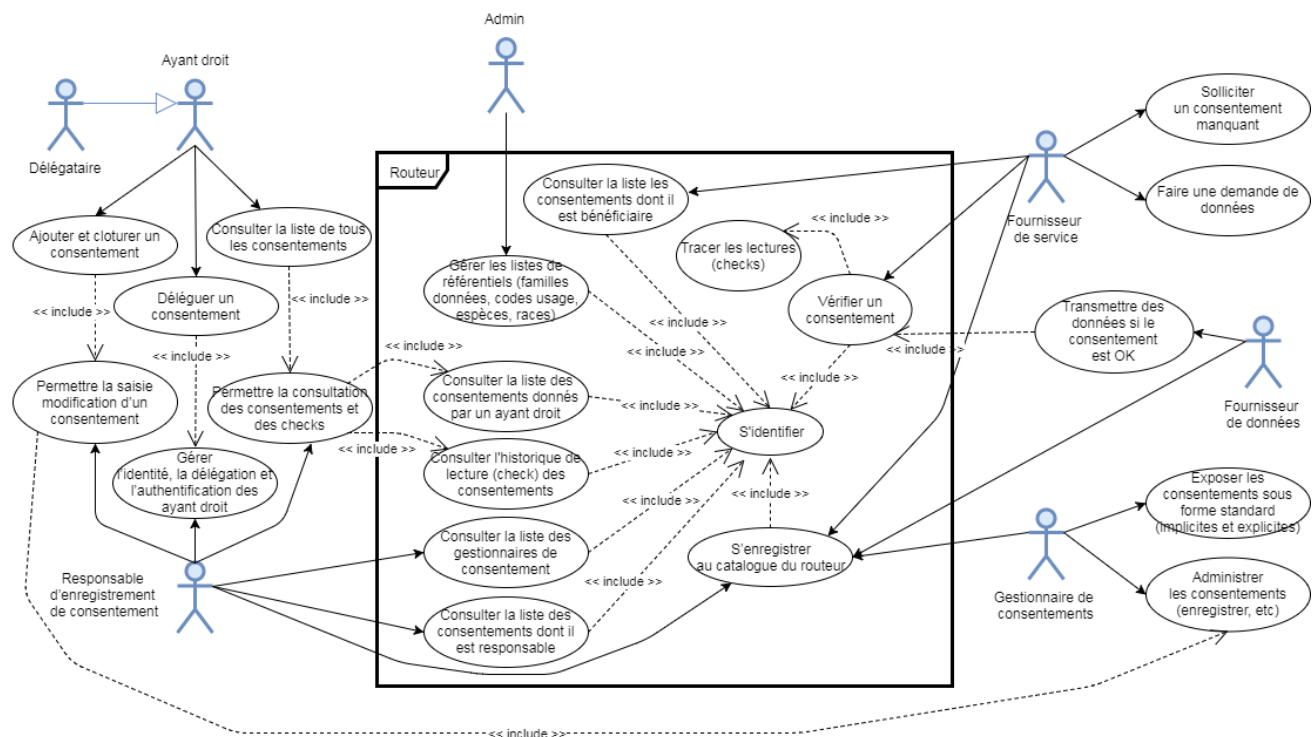 Admin
Ayant droit
Délégataire
Routeur
Solliciter
un consentement
manquant
Faire une demande de
données
Fournisseur
de service
Consulter la liste les
consentements dont il
est bénéficiaire
<< include >>
Tracer les lectures
(checks)
Ajouter et cloturer un
consentement
Consulter la liste de tous
les consentements
Gérer les listes de
référentiels (familles
données, codes usage,
espèces, races)
Vérifier un
consentement
Déléguer un
consentement
<< include >>
<< include >>
<< include >>
<< include >>
Transmettre des
données si le
consentement
est OK
<< include >>
<< include >>
<< include >>
<< include >>
<< include >>
Fournisseur
de données
Permettre la saisie
modification d'un
consentement
Permettre la consultation
des consentements et
des checks
Consulter la liste des
consentements donnés
par un ayant droit
<< include >>
S'identifier
<< include >>
<< include >>
Gérer
l'identité, la délégation et
l'authentification des
ayant droit
Consulter l'historique de
lecture (check) des
consentements
<< include >>
<< include >>
<< include >>
Exposer les
consentements sous
forme standard
(implicites et explicites)
Consulter la liste des
gestionnaires de
consentement
S'enregistrer
au catalogue du routeur
Responsable
d'enregistrement
de consentement
<< include >>
Gestionnaire de
consentements
Administrer
les consentements
(enregistrer, etc)
Consulter la liste des
consentements dont il
est responsable
<< include >>